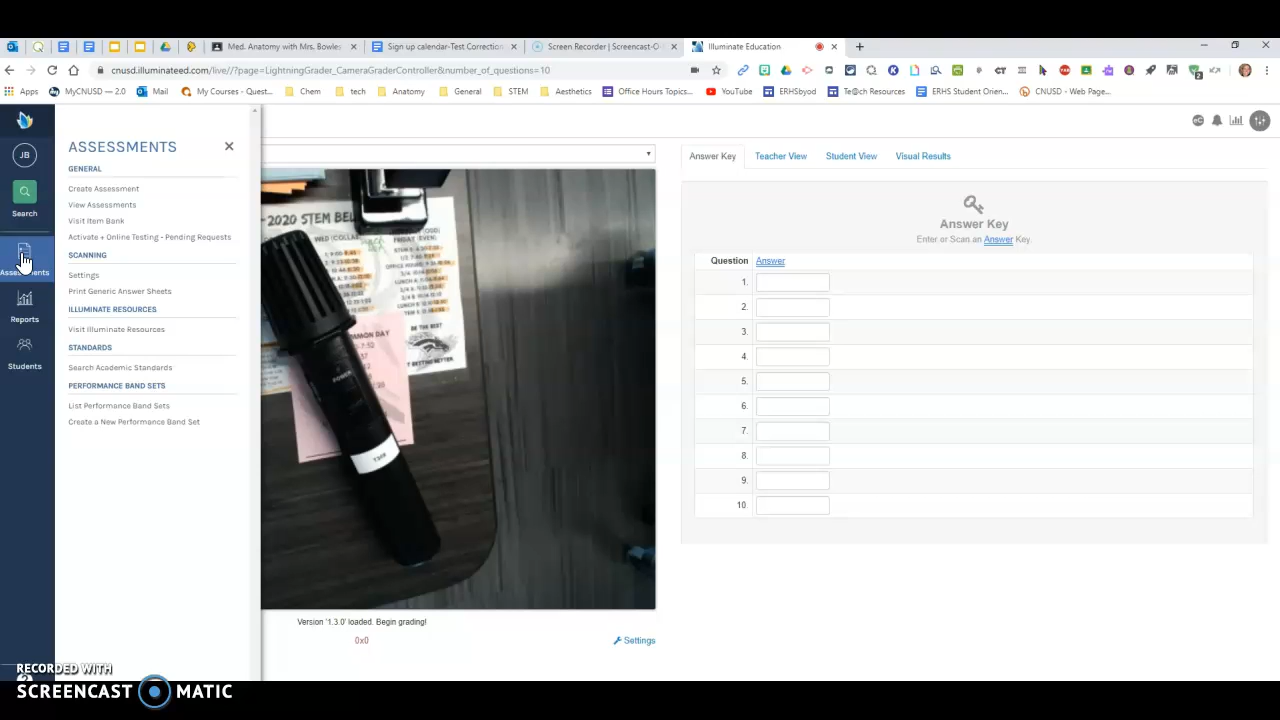 Med. Anatomy with Mrs. Bowles
Sign up calendar-Test Correction
Screen Recorder | Screencast-O-
Illuminate Education
cnusd.illuminateed.com/live//?page=LightningGrader_CameraGraderController&number_of_questions=10
Apps
MyCNUSD — 2.0
Mail
My Courses - Quest...
Chem
tech
Anatomy
General
STEM
Aesthetics
Office Hours Topics...
YouTube
ERHSbyod
Te@ch Resources
ERHS Student Orien...
CNUSD - Web Page...
JB
Search
Assessments
Reports
Students
ASSESSMENTS
GENERAL
Create Assessment
View Assessments
Visit Item Bank
Activate + Online Testing - Pending Requests
SCANNING
Settings
Print Generic Answer Sheets
ILLUMINATE RESOURCES
Visit Illuminate Resources
STANDARDS
Search Academic Standards
PERFORMANCE BAND SETS
List Performance Band Sets
Create a New Performance Band Set
-2020 STEM BEL
FRIDAY (EVEN)
BE THE BEST
POWER
Version '1.3.0' loaded. Begin grading!
0x0
Settings
Answer Key
Teacher View
Student View
Visual Results
Answer Key
Enter or Scan an Answer Key.
Question Answer
1.
2.
3.
4.
5.
6.
7.
8.
9.
10.
RECORDED WITH
SCREENCAST MATIC